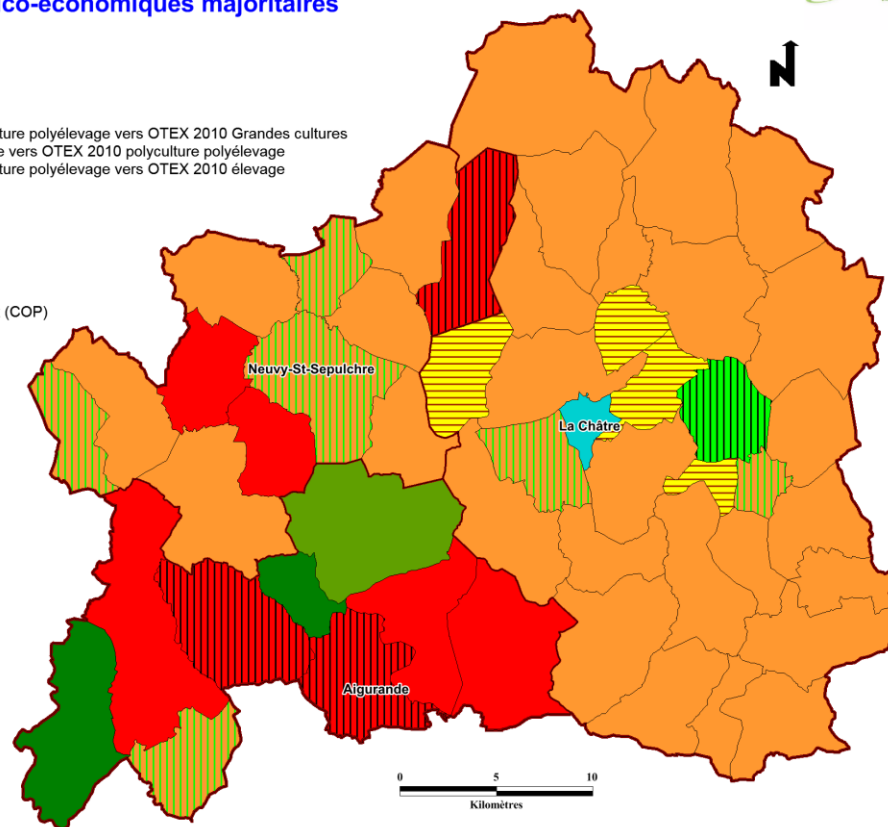 ico-économiques majoritaires
N
ture polyélevage vers OTEX 2010 Grandes cultures
e vers OTEX 2010 polyculture polyélevage
ture polyélevage vers OTEX 2010 élevage
(COP)
Neuvy-St-Sepulchre
La Châtre
Aigurande
0 5 10
Kilomètres